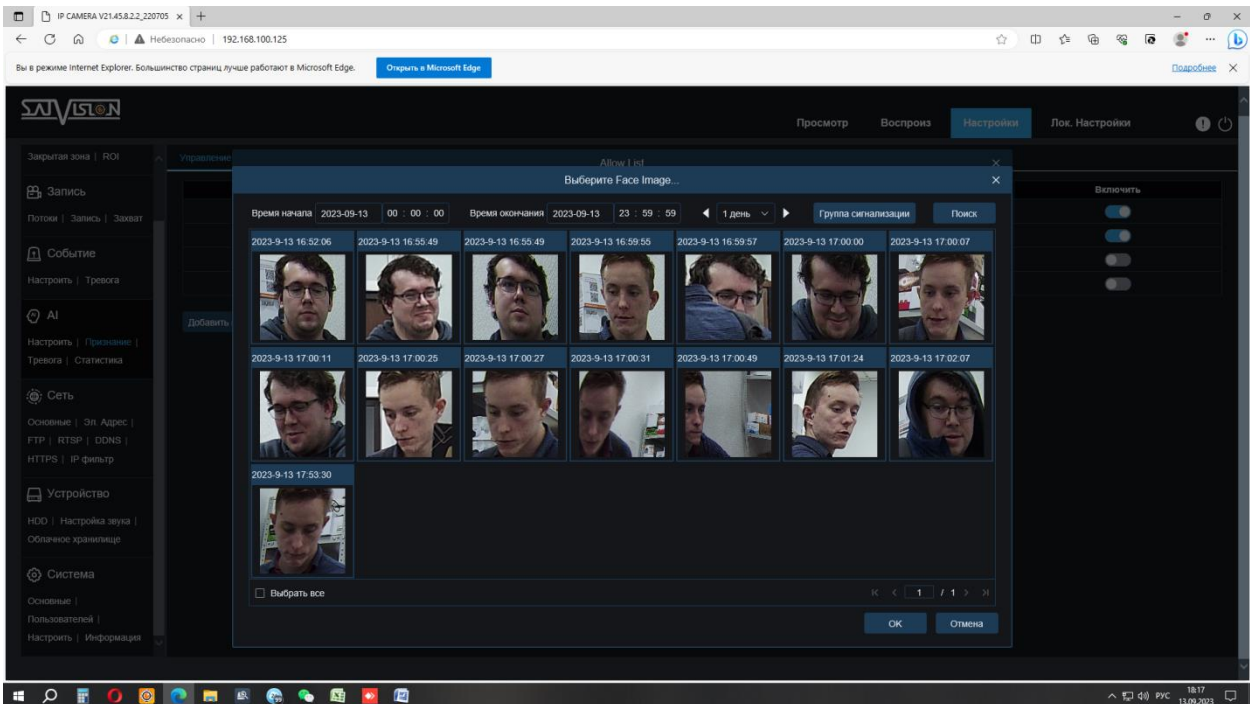 IP CAMERA V21.45.8.2.2_220705
Небезопасно | 192.168.100.125
Вы в режиме Internet Explorer. Большинство страниц лучше работают в Microsoft Edge. Открыть в Microsoft Edge Подробнее
SATVISION
Просмотр Воспроиз Настройки Лок. Настройки
Закрытая зона | ROI
Управление
Allow List
Выберите Face Image...
Включить
Запись
Потоки | Запись | Захват
Время начала 2023-09-13 00 : 00 : 00 Время окончания 2023-09-13 23 : 59 : 59 1 день Группа сигнализации Поиск
2023-9-13 16:52:06 2023-9-13 16:55:49 2023-9-13 16:55:49 2023-9-13 16:59:55 2023-9-13 16:59:57 2023-9-13 17:00:00 2023-9-13 17:00:07
Событие
Настроить | Тревога
AI
Добавить
Настроить | Признание |
Тревога | Статистика
2023-9-13 17:00:11 2023-9-13 17:00:25 2023-9-13 17:00:27 2023-9-13 17:00:31 2023-9-13 17:00:49 2023-9-13 17:01:24 2023-9-13 17:02:07
Сеть
Основные | Эл. Адрес |
FTP | RTSP | DDNS |
HTTPS | IP фильтр
2023-9-13 17:53:30
Устройство
HDD | Настройка звука |
Облачное хранилище
Система
Основные |
Пользователей |
Настроить | Информация
Выбрать все
1 / 1
OK Отмена
РУС
18:17
13.09.2023